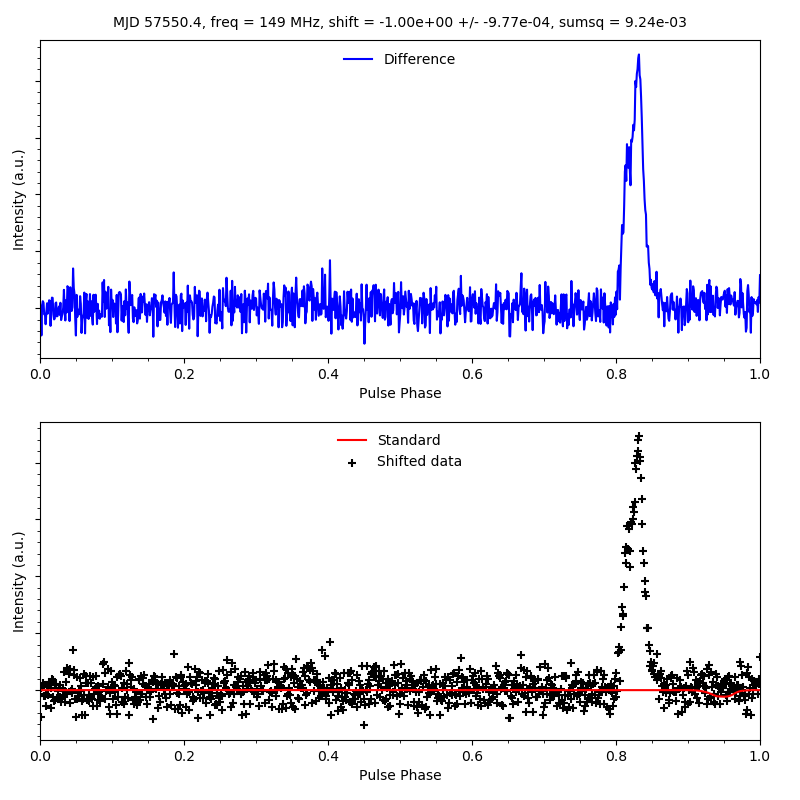 MJD 57550.4, freq = 149 MHz, shift = -1.00e+00 +/- -9.77e-04, sumsq = 9.24e-03
Difference
Intensity (a.u.)
0.0 0.2 0.4 0.6 0.8 1.0
Pulse Phase
Standard
Shifted data
Intensity (a.u.)
0.0 0.2 0.4 0.6 0.8 1.0
Pulse Phase